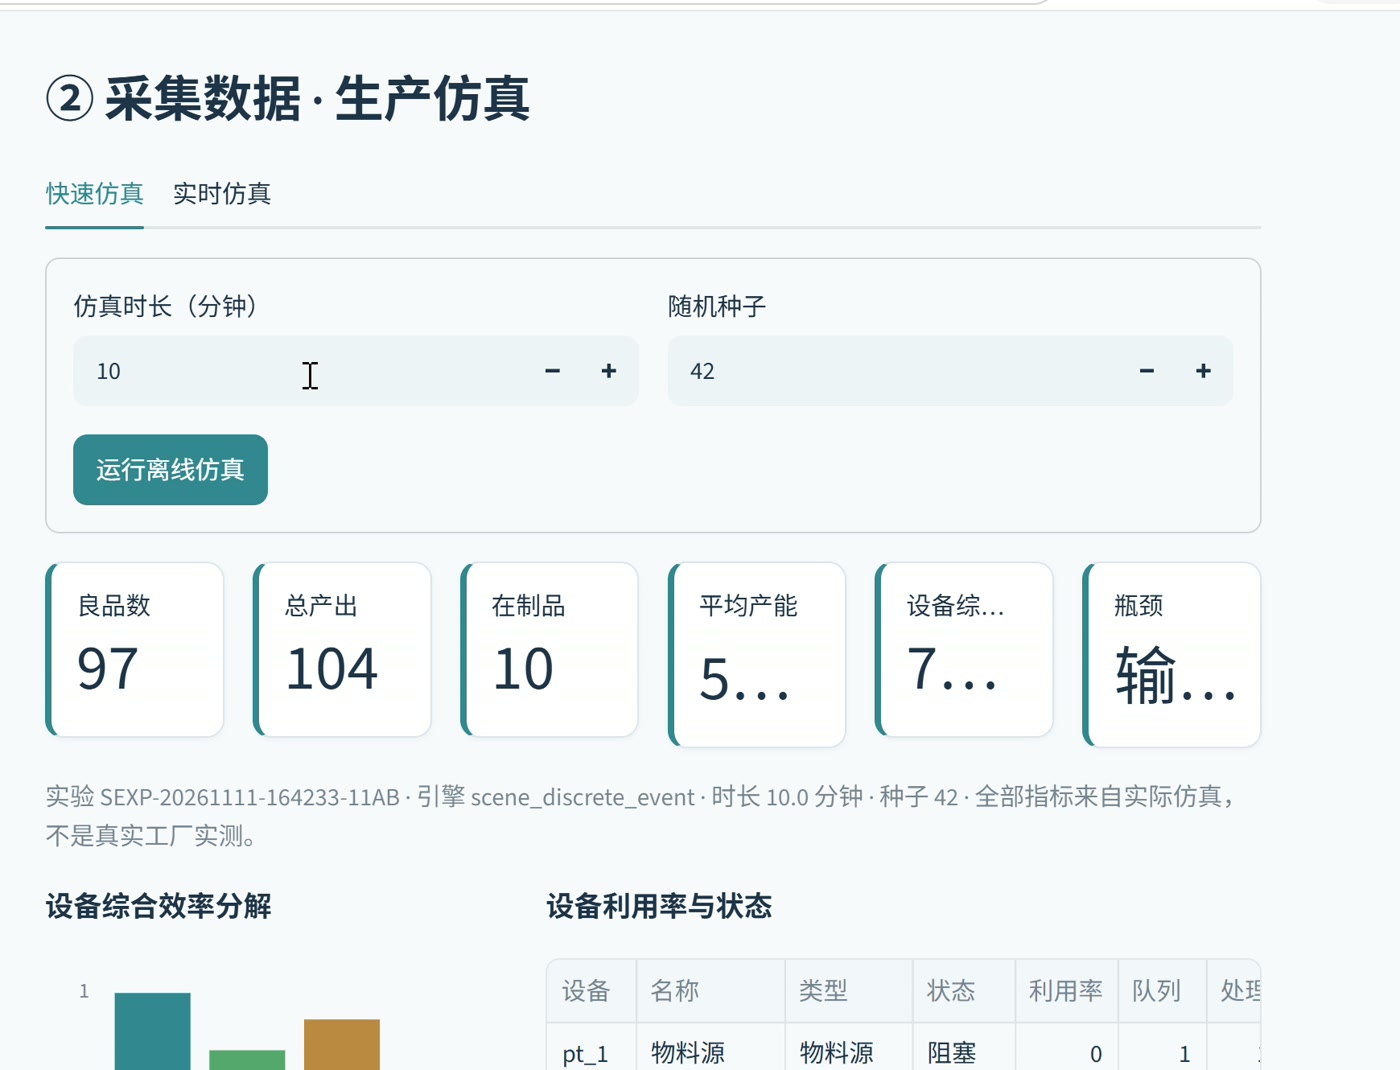 ② 采集数据 · 生产仿真
快速仿真 实时仿真
仿真时长（分钟） 随机种子
10 − + 42 − +
运行离线仿真
良品数 总产出 在制品 平均产能 设备综... 瓶颈
97 104 10 5... 7... 输...
实验 SEXP-20261111-164233-11AB · 引擎 scene_discrete_event · 时长 10.0 分钟 · 种子 42 · 全部指标来自实际仿真，
不是真实工厂实测。
设备综合效率分解 设备利用率与状态
1
设备 名称 类型 状态 利用率 队列 处理
pt_1 物料源 物料源 阻塞 0 1